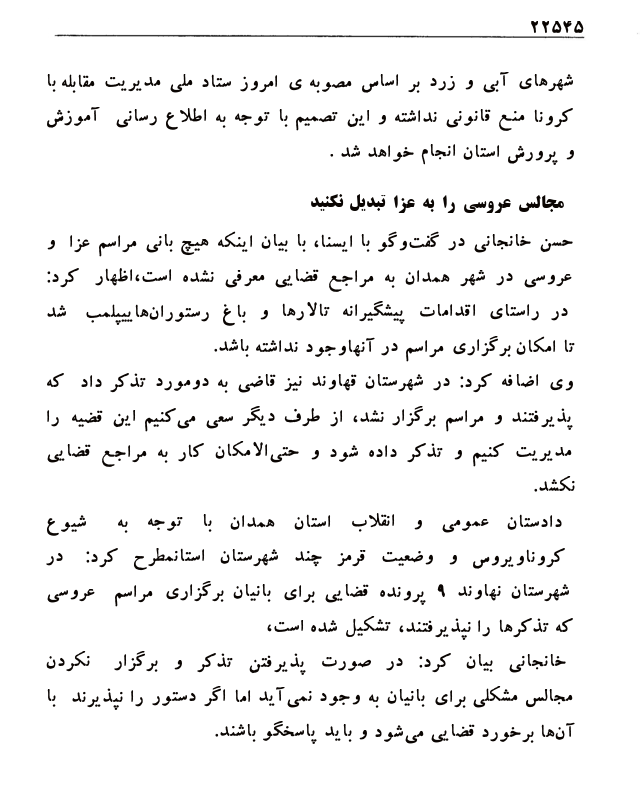 ۲۲۵۴۵
شهرهای آبی و زرد بر اساس مصوبه ی امروز ستاد ملی مدیریت مقابله با
کرونا منع قانونی نداشته و این تصمیم با توجه به اطلاع رسانی آموزش
و پرورش استان انجام خواهد شد .
مجالس عروسی را به عزا تبدیل نکنید
حسن خانجانی در گفت‌وگو با ایسنا، با بیان اینکه هیچ بانی مراسم عزا و
عروسی در شهر همدان به مراجع قضایی معرفی نشده است،اظهار کرد:
در راستای اقدامات پیشگیرانه تالارها و باغ رستوران‌هاییپلمب شد
تا امکان برگزاری مراسم در آنهاوجود نداشته باشد.
وی اضافه کرد: در شهرستان قهاوند نیز قاضی به دومورد تذکر داد که
پذیرفتند و مراسم برگزار نشد، از طرف دیگر سعی می‌کنیم این قضیه را
مدیریت کنیم و تذکر داده شود و حتی‌الامکان کار به مراجع قضایی
نکشد.
دادستان عمومی و انقلاب استان همدان با توجه به شیوع
کروناویروس و وضعیت قرمز چند شهرستان استانمطرح کرد: در
شهرستان نهاوند ۹ پرونده قضایی برای بانیان برگزاری مراسم عروسی
که تذکرها را نپذیرفتند، تشکیل شده است،
خانجانی بیان کرد: در صورت پذیرفتن تذکر و برگزار نکردن
مجالس مشکلی برای بانیان به وجود نمی‌آید اما اگر دستور را نپذیرند با
آن‌ها برخورد قضایی می‌شود و باید پاسخگو باشند.